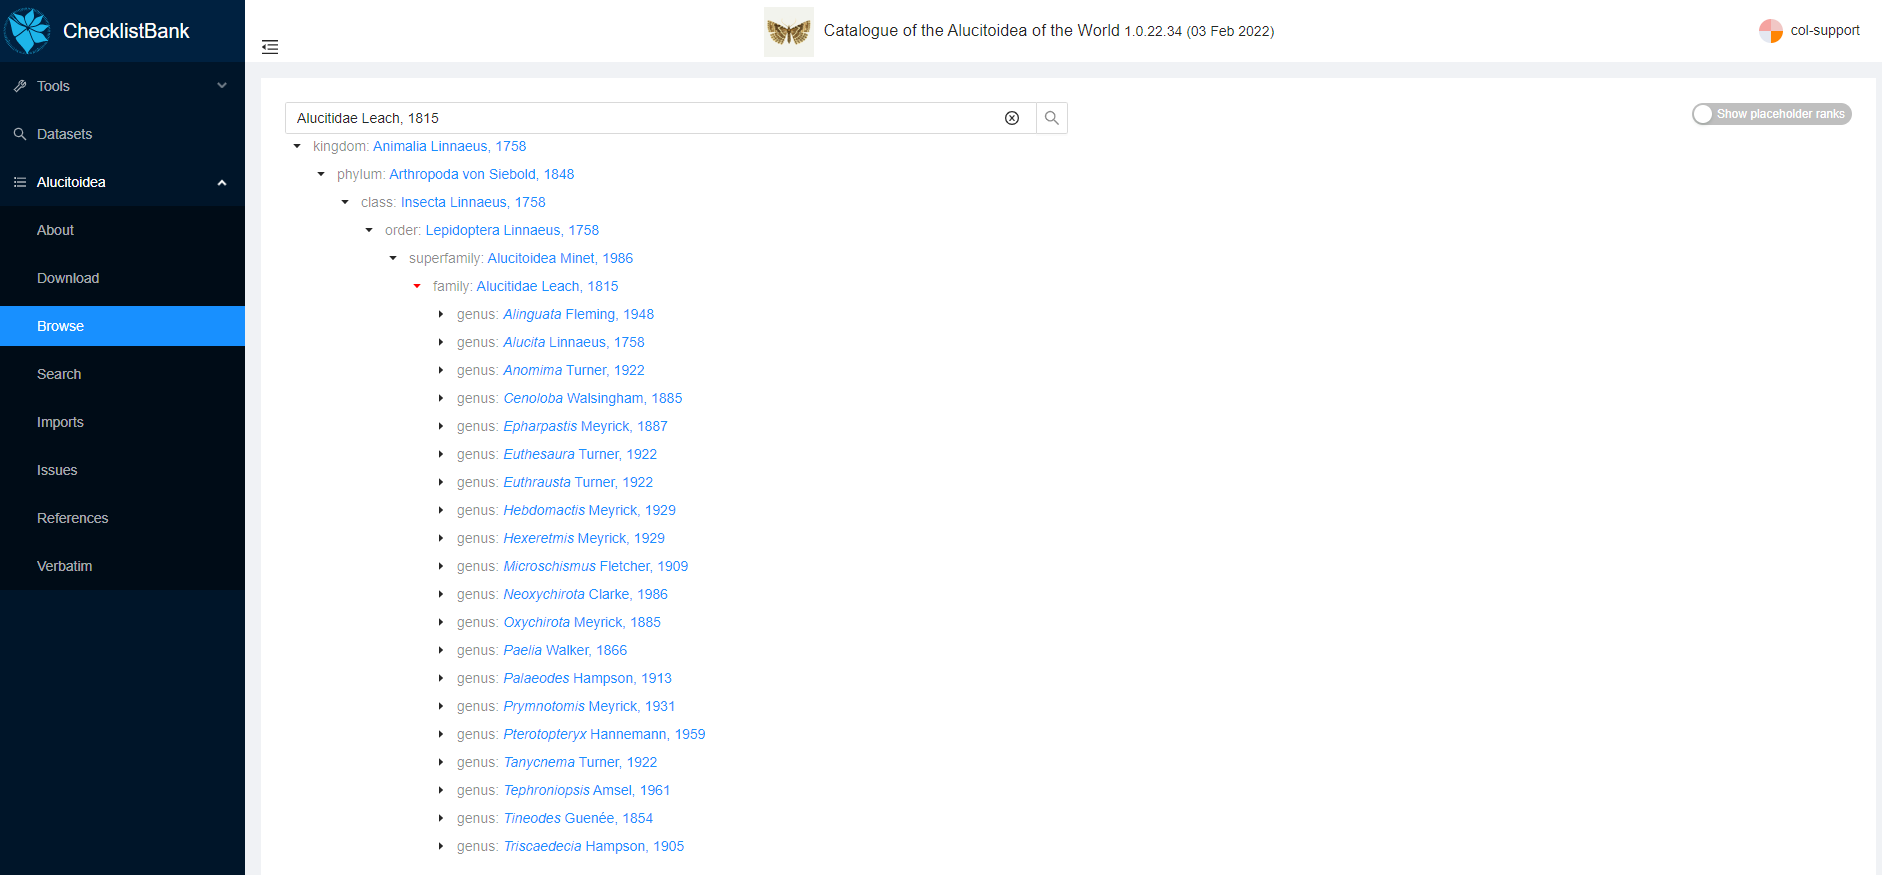 ChecklistBank
Catalogue of the Alucitoidea of the World 1.0.22.34 (03 Feb 2022)
col-support
Tools
Datasets
Alucitoidea
About
Download
Browse
Search
Imports
Issues
References
Verbatim
Alucitidae Leach, 1815
Show placeholder ranks
kingdom: Animalia Linnaeus, 1758
phylum: Arthropoda von Siebold, 1848
class: Insecta Linnaeus, 1758
order: Lepidoptera Linnaeus, 1758
superfamily: Alucitoidea Minet, 1986
family: Alucitidae Leach, 1815
genus: Alinguata Fleming, 1948
genus: Alucita Linnaeus, 1758
genus: Anomima Turner, 1922
genus: Cenoloba Walsingham, 1885
genus: Epharpastis Meyrick, 1887
genus: Euthesaura Turner, 1922
genus: Euthrausta Turner, 1922
genus: Hebdomactis Meyrick, 1929
genus: Hexeretmis Meyrick, 1929
genus: Microschismus Fletcher, 1909
genus: Neoxychirota Clarke, 1986
genus: Oxychirota Meyrick, 1885
genus: Paelia Walker, 1866
genus: Palaeodes Hampson, 1913
genus: Prymnotomis Meyrick, 1931
genus: Pterotopteryx Hannemann, 1959
genus: Tanycnema Turner, 1922
genus: Tephroniopsis Amsel, 1961
genus: Tineodes Guenée, 1854
genus: Triscaedecia Hampson, 1905